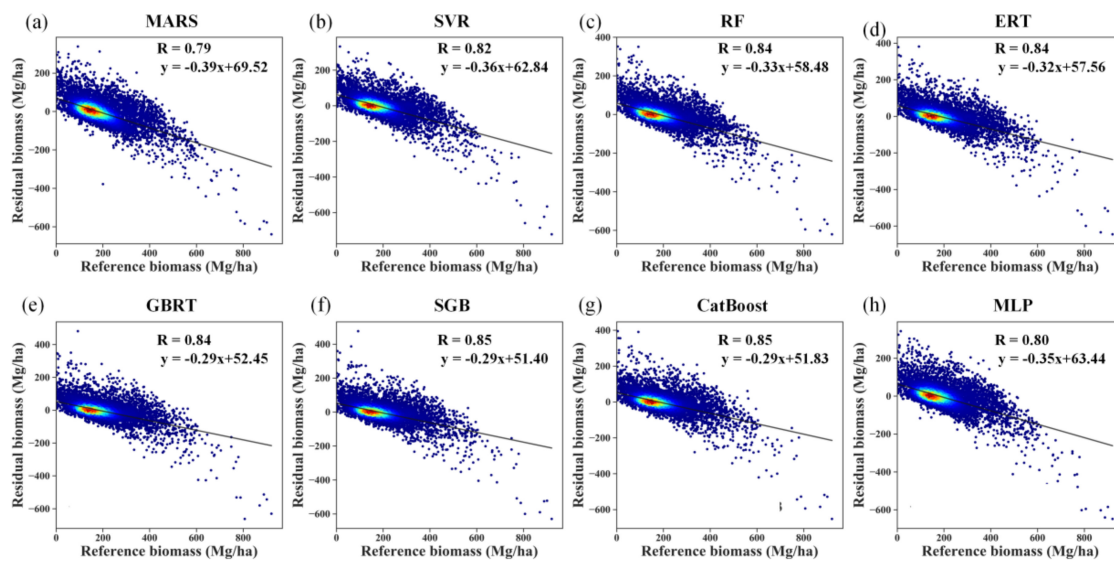 (a) MARS
R = 0.79
y = -0.39x+69.52
200
0
−200
−400
−600
0 200 400 600 800
Residual biomass (Mg/ha)
Reference biomass (Mg/ha)
(b) SVR
R = 0.82
y = -0.36x+62.84
200
0
−200
−400
−600
0 200 400 600 800
Residual biomass (Mg/ha)
Reference biomass (Mg/ha)
(c) RF
R = 0.84
y = -0.33x+58.48
400
200
0
−200
−400
−600
0 200 400 600 800
Residual biomass (Mg/ha)
Reference biomass (Mg/ha)
(d) ERT
R = 0.84
y = -0.32x+57.56
400
200
0
−200
−400
−600
0 200 400 600 800
Residual biomass (Mg/ha)
Reference biomass (Mg/ha)
(e) GBRT
R = 0.84
y = -0.29x+52.45
400
200
0
−200
−400
−600
0 200 400 600 800
Residual biomass (Mg/ha)
Reference biomass (Mg/ha)
(f) SGB
R = 0.85
y = -0.29x+51.40
400
200
0
−200
−400
−600
0 200 400 600 800
Residual biomass (Mg/ha)
Reference biomass (Mg/ha)
(g) CatBoost
R = 0.85
y = -0.29x+51.83
400
200
0
−200
−400
−600
0 200 400 600 800
Residual biomass (Mg/ha)
Reference biomass (Mg/ha)
(h) MLP
R = 0.80
y = -0.35x+63.44
200
0
−200
−400
−600
0 200 400 600 800
Residual biomass (Mg/ha)
Reference biomass (Mg/ha)